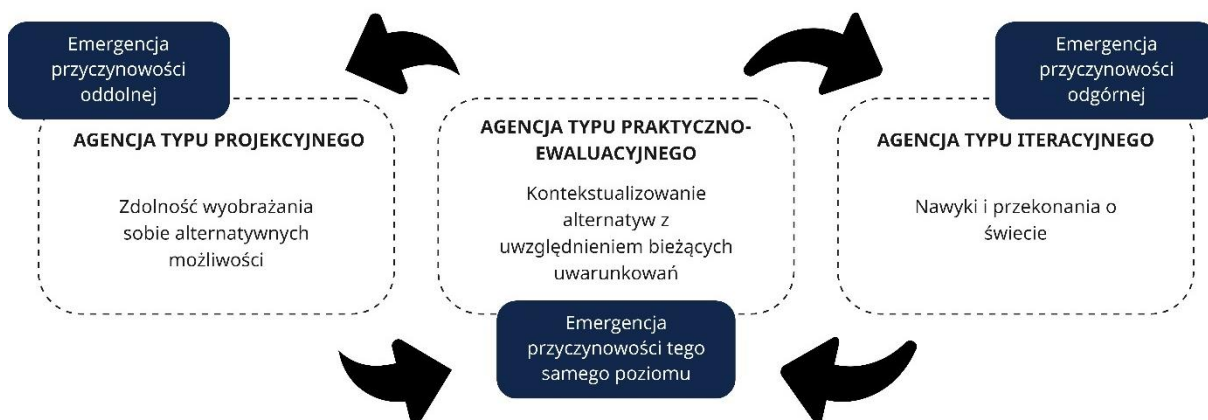 Emergencja
przyczynowości
oddolnej
AGENCJA TYPU PROJEKCYJNEGO
Zdolność wyobrażania
sobie alternatywnych
możliwości
AGENCJA TYPU PRAKTYCZNO-
EWALUACYJNEGO
Kontekstualizowanie
alternatyw z
uwzględnieniem bieżących
uwarunkowań
Emergencja
przyczynowości tego
samego poziomu
Emergencja
przyczynowości
odgórnej
AGENCJA TYPU ITERACYJNEGO
Nawyki i przekonania o
świecie